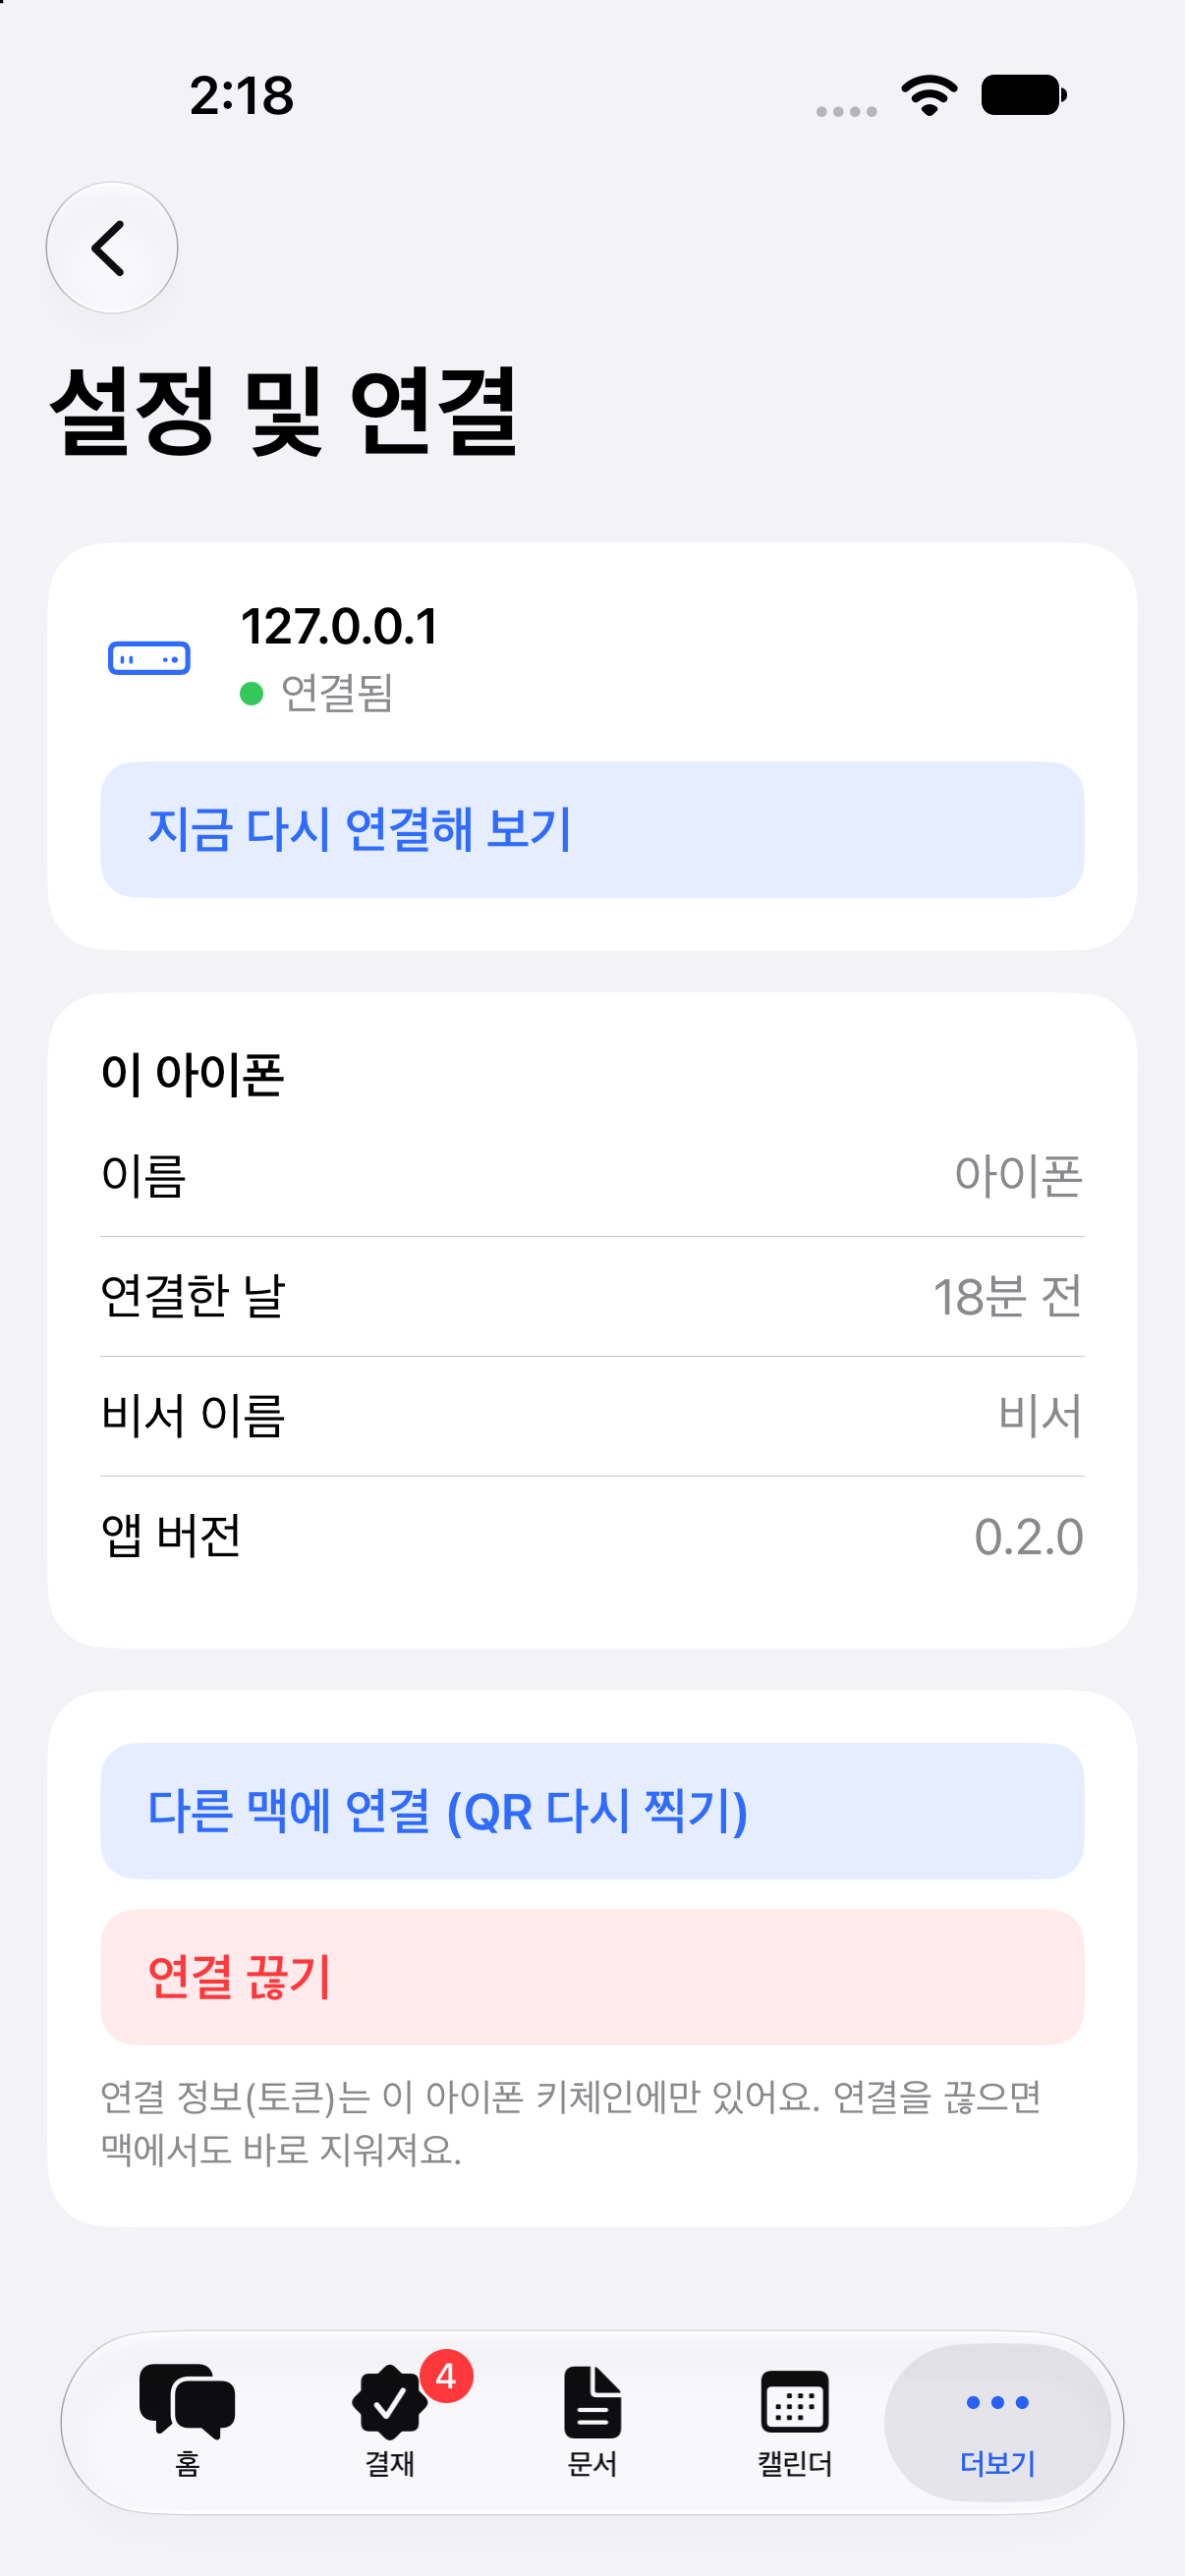 2:18
설정 및 연결
127.0.0.1
연결됨
지금 다시 연결해 보기
이 아이폰
이름 아이폰
연결한 날 18분 전
비서 이름 비서
앱 버전 0.2.0
다른 맥에 연결 (QR 다시 찍기)
연결 끊기
연결 정보(토큰)는 이 아이폰 키체인에만 있어요. 연결을 끊으면
맥에서도 바로 지워져요.
4
홈 결재 문서 캘린더 더보기